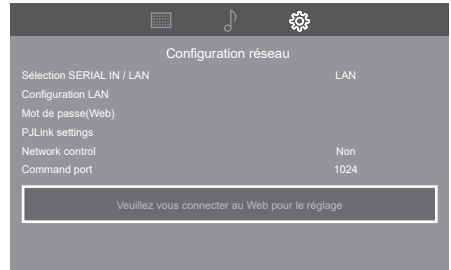 Configuration réseau
Sélection SERIAL IN / LAN LAN
Configuration LAN
Mot de passe(Web)
PJLink settings
Network control Non
Command port 1024
Veuillez vous connecter au Web pour le réglage